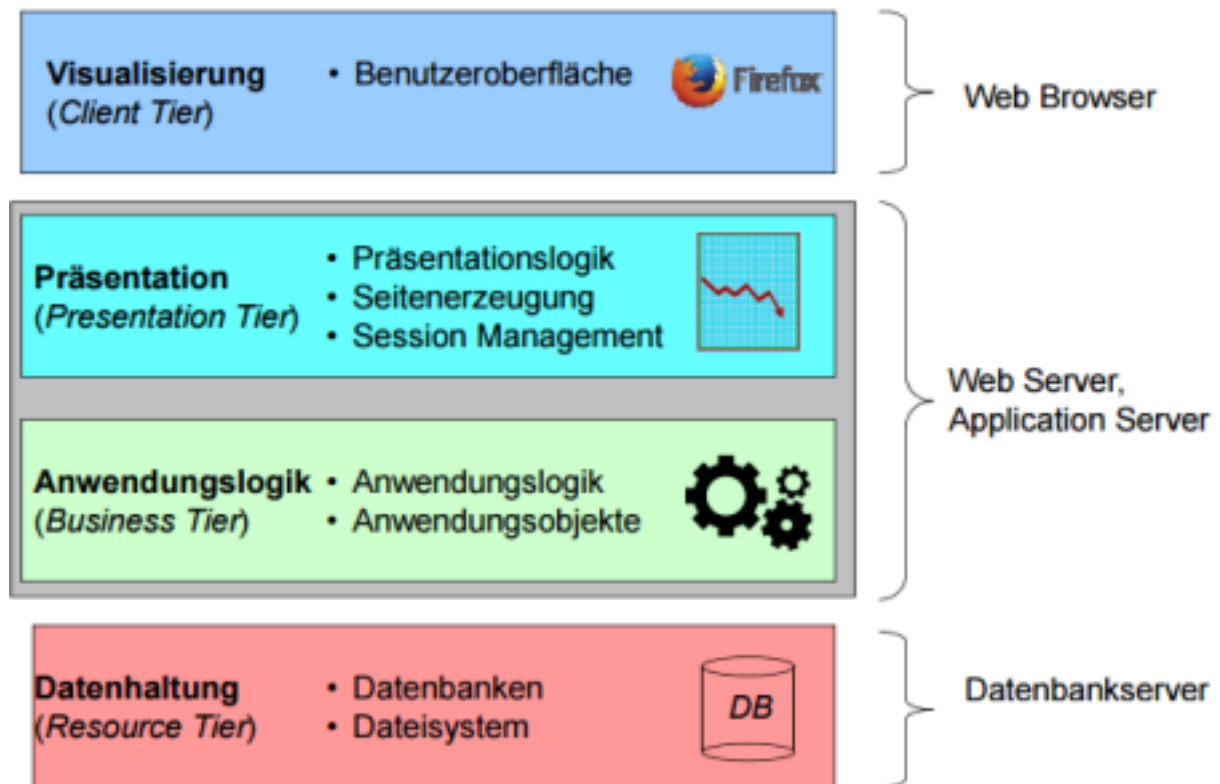 Visualisierung
(Client Tier)
• Benutzeroberfläche
Firefox
Web Browser
Präsentation
(Presentation Tier)
• Präsentationslogik
• Seitenerzeugung
• Session Management
Web Server,
Application Server
Anwendungslogik
(Business Tier)
• Anwendungslogik
• Anwendungsobjekte
Datenhaltung
(Resource Tier)
• Datenbanken
• Dateisystem
DB
Datenbankserver